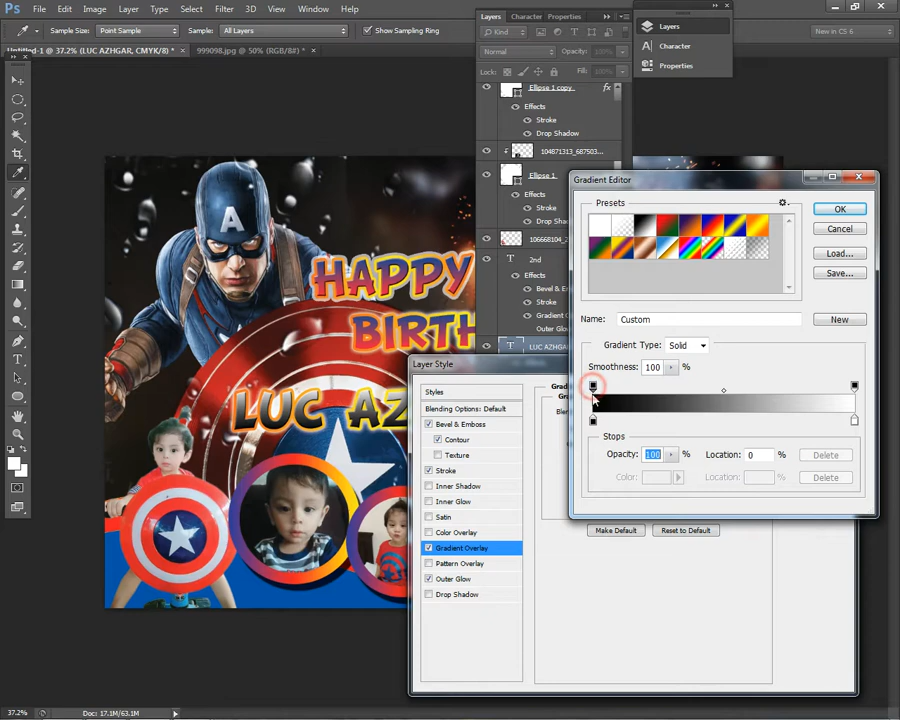 Ps File Edit Image Layer Type Select Filter 3D View Window Help
Sample Size: Point Sample Sample: All Layers Show Sampling Ring New in CS 6
Untitled-1 @ 37.2% (LUC AZHGAR, CMYK/8) * × 999098.jpg @ 50% (RGB/8#) * ×
Layers Character Properties
Kind
Normal Opacity:
Lock: Fill:
Ellipse 1 copy fx
Effects
Stroke
Drop Shadow
104871313_687503...
Ellipse 1
Effects
Stroke
Drop Sha
106668104_2
T 2nd
Effects
Bevel & Emb
Stroke
Gradient O
Outer Glow
T LUC AZHGAR
Layers
Character
Properties
A
HAPPY
BIRTH
LUC AZ
Gradient Editor
Presets
OK
Cancel
Load...
Save...
Name: Custom New
Gradient Type: Solid
Smoothness: 100 %
Stops
Opacity: 100 % Location: 0 % Delete
Color: Location: % Delete
Layer Style
Styles
Blending Options: Default
Bevel & Emboss
Contour
Texture
Stroke
Inner Shadow
Inner Glow
Satin
Color Overlay
Gradient Overlay
Pattern Overlay
Outer Glow
Drop Shadow
Make Default Reset to Default
37.2% Doc: 17.1M/63.1M